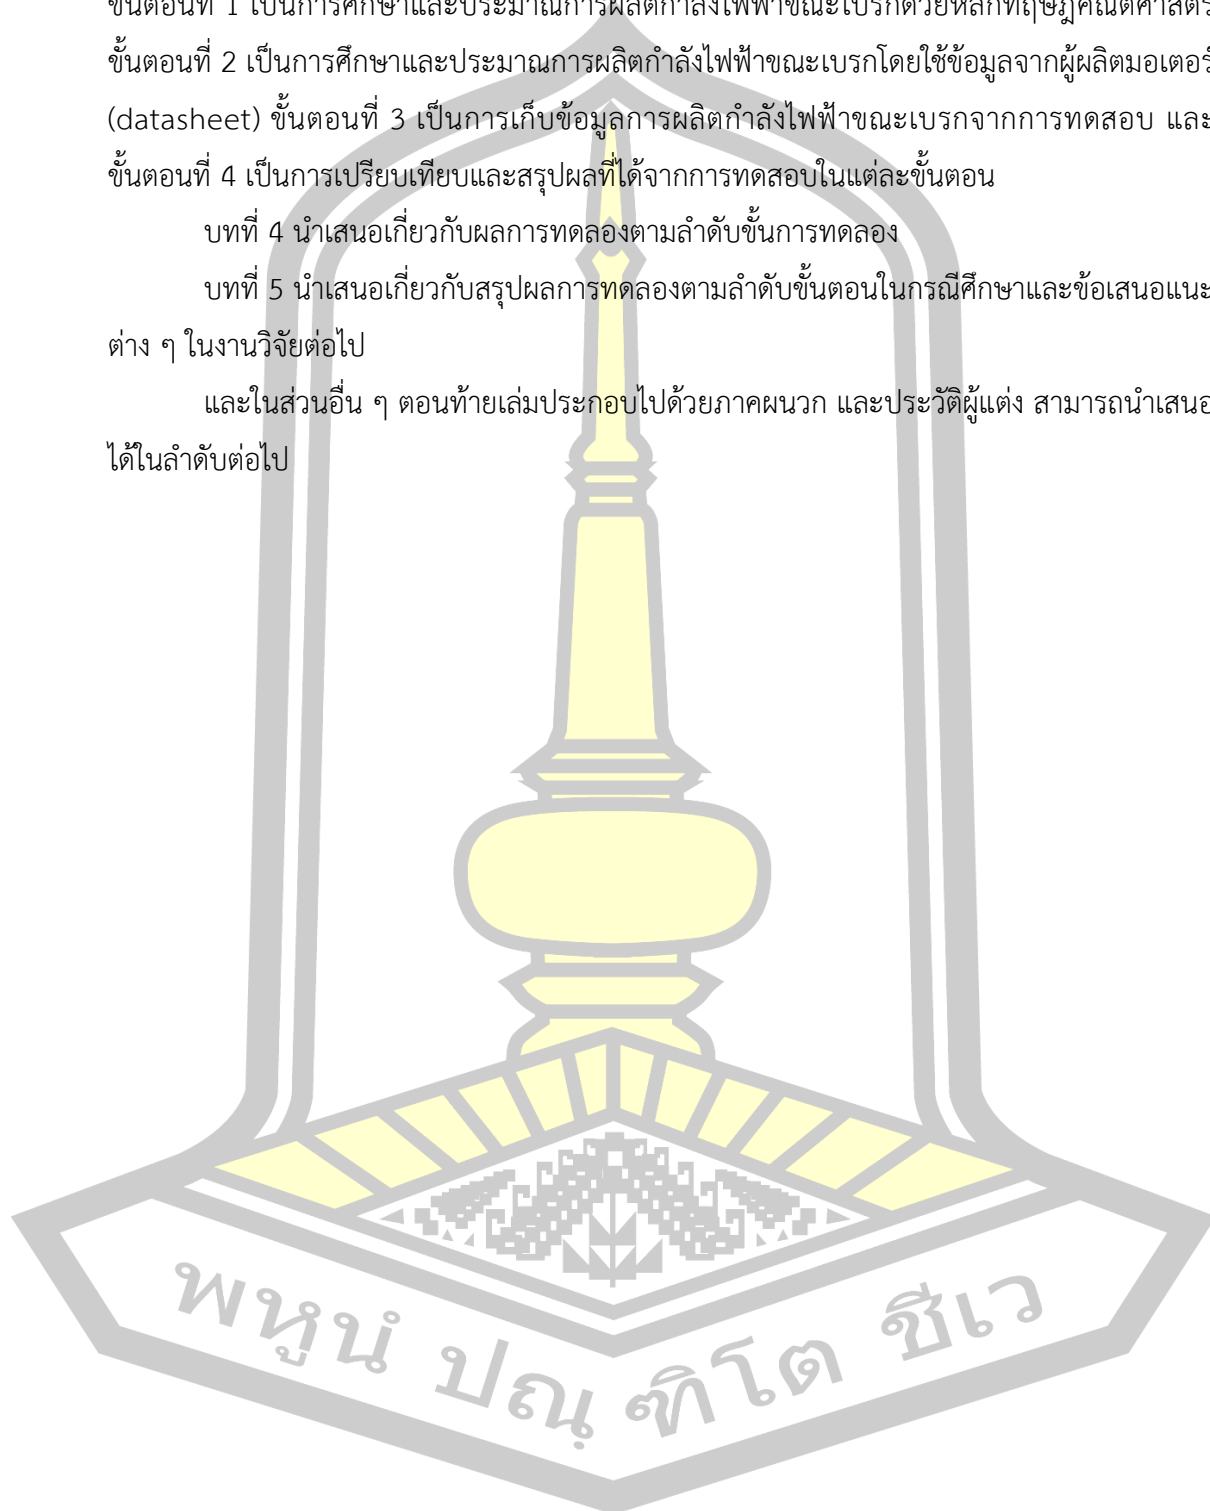 ขั้นตอนที่ 1 เป็นการศึกษาและประมาณการผลิตกำลังไฟฟ้าขณะเบรกด้วยหลักทฤษฎีคณิตศาสตร์
ขั้นตอนที่ 2 เป็นการศึกษาและประมาณการผลิตกำลังไฟฟ้าขณะเบรกโดยใช้ข้อมูลจากผู้ผลิตมอเตอร์
(datasheet) ขั้นตอนที่ 3 เป็นการเก็บข้อมูลการผลิตกำลังไฟฟ้าขณะเบรกจากการทดสอบ และ
ขั้นตอนที่ 4 เป็นการเปรียบเทียบและสรุปผลที่ได้จากการทดสอบในแต่ละขั้นตอน
บทที่ 4 นำเสนอเกี่ยวกับผลการทดลองตามลำดับขั้นการทดลอง
บทที่ 5 นำเสนอเกี่ยวกับสรุปผลการทดลองตามลำดับขั้นตอนในกรณีศึกษาและข้อเสนอแนะ
ต่าง ๆ ในงานวิจัยต่อไป
และในส่วนอื่น ๆ ตอนท้ายเล่มประกอบไปด้วยภาคผนวก และประวัติผู้แต่ง สามารถนำเสนอ
ได้ในลำดับต่อไป
พหูนํ ปณฺ ฑิโต ชีเว